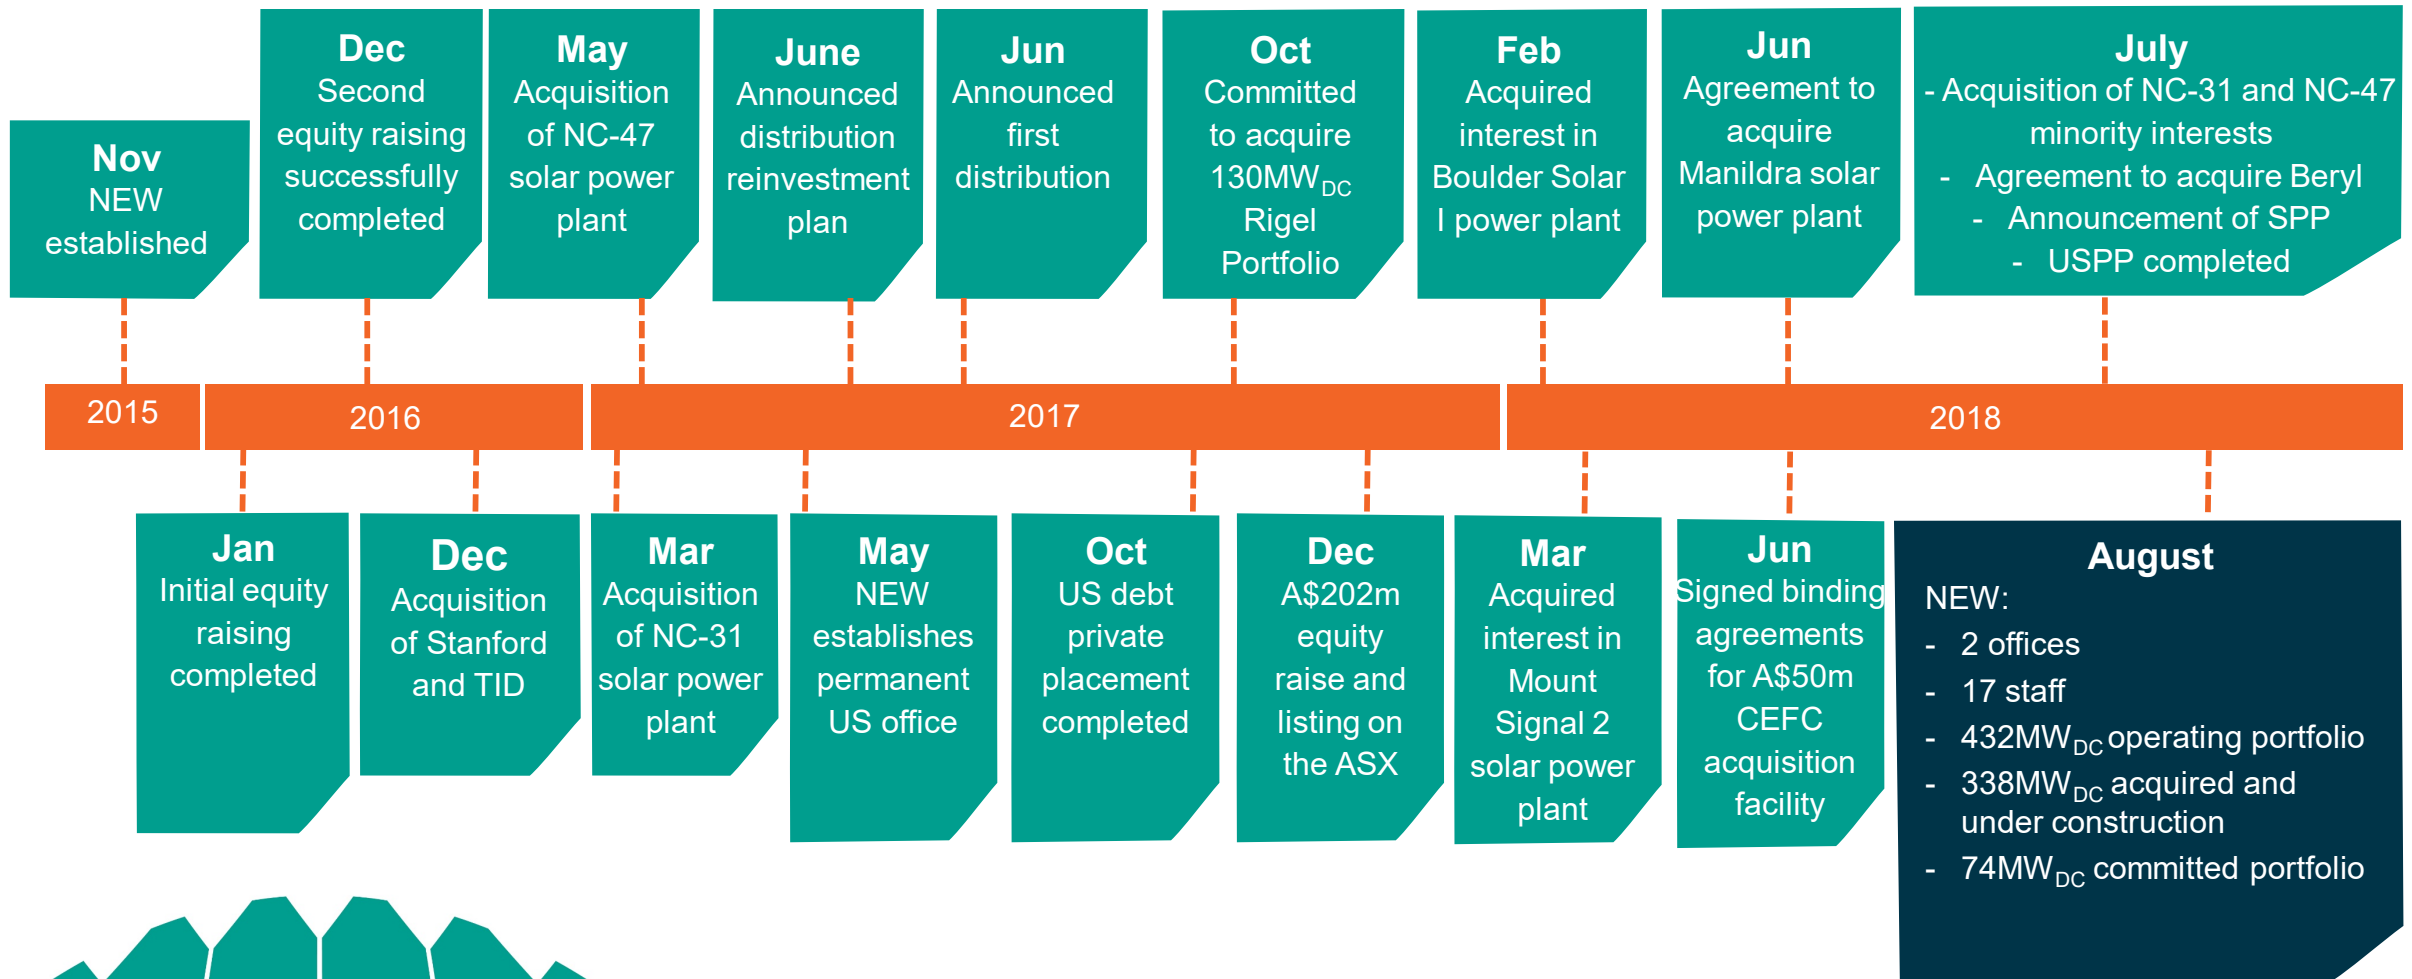 Nov
NEW
established
Dec
Second
equity raising
successfully
completed
May
Acquisition
of NC-47
solar power
plant
June
Announced
distribution
reinvestment
plan
Jun
Announced
first
distribution
Oct
Committed
to acquire
130MWDC
Rigel
Portfolio
Feb
Acquired
interest in
Boulder Solar
I power plant
Jun
Agreement to
acquire
Manildra solar
power plant
July
- Acquisition of NC-31 and NC-47
minority interests
- Agreement to acquire Beryl
- Announcement of SPP
- USPP completed
2015
2016
2017
2018
Jan
Initial equity
raising
completed
Dec
Acquisition
of Stanford
and TID
Mar
Acquisition
of NC-31
solar power
plant
May
NEW
establishes
permanent
US office
Oct
US debt
private
placement
completed
Dec
A$202m
equity
raise and
listing on
the ASX
Mar
Acquired
interest in
Mount
Signal 2
solar power
plant
Jun
Signed binding
agreements
for A$50m
CEFC
acquisition
facility
August
NEW:
- 2 offices
- 17 staff
- 432MWDC operating portfolio
- 338MWDC acquired and
under construction
- 74MWDC committed portfolio